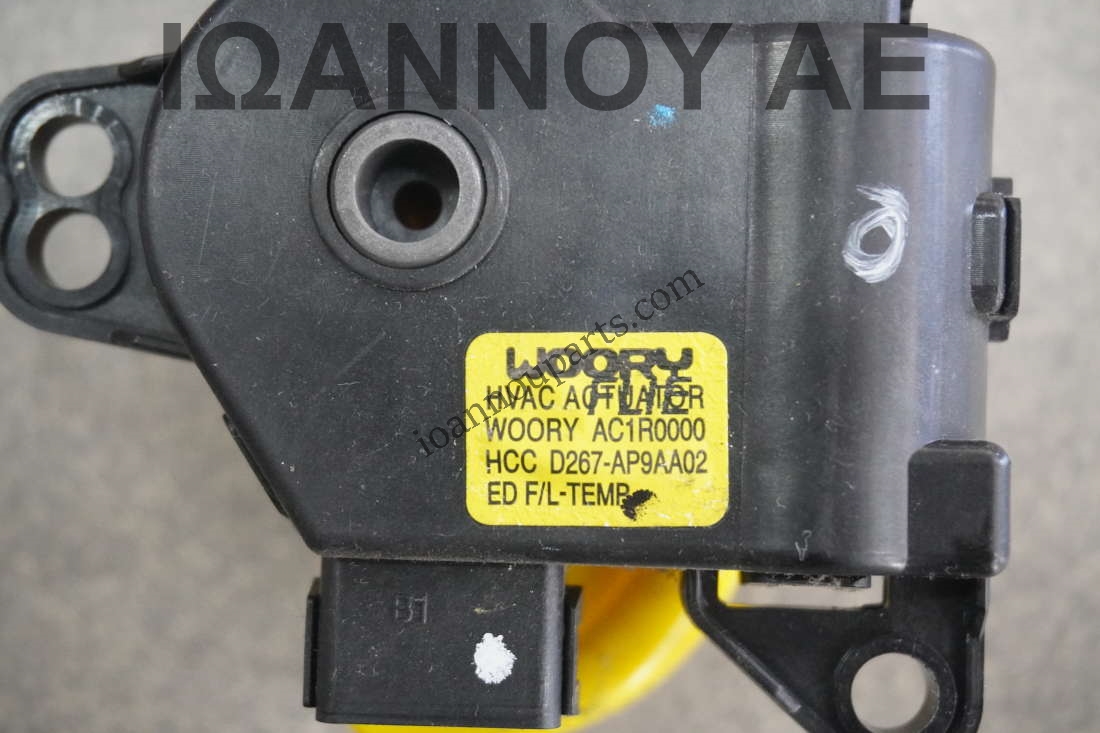 ΙΩΑΝΝΟΥ ΑΕ
ioannouparts.com
WOORY
HVAC ACTUATOR
WOORY AC1R0000
HCC D267-AP9AA02
ED F/L-TEMP
B1